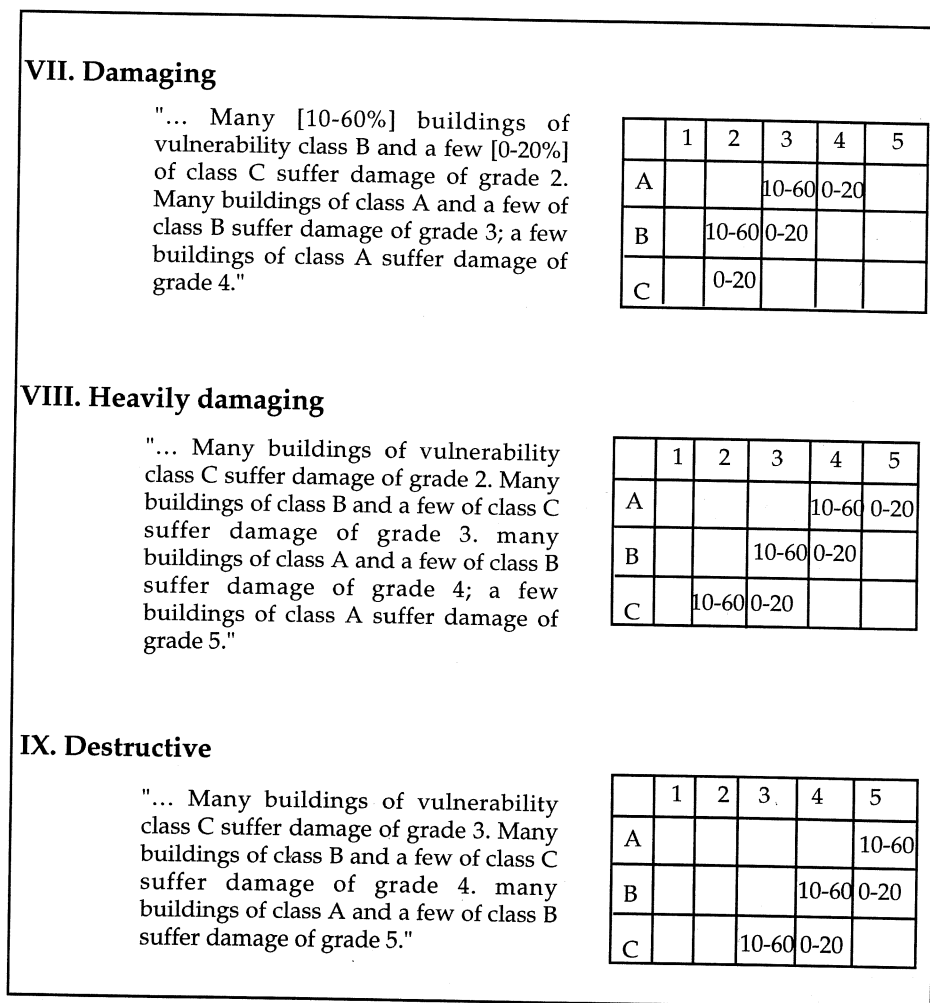 VII. Damaging
"... Many [10-60%] buildings of
vulnerability class B and a few [0-20%]
of class C suffer damage of grade 2.
Many buildings of class A and a few of
class B suffer damage of grade 3; a few
buildings of class A suffer damage of
grade 4."
1 2 3 4 5
A 10-60 0-20
B 10-60 0-20
C 0-20
VIII. Heavily damaging
"... Many buildings of vulnerability
class C suffer damage of grade 2. Many
buildings of class B and a few of class C
suffer damage of grade 3. many
buildings of class A and a few of class B
suffer damage of grade 4; a few
buildings of class A suffer damage of
grade 5."
1 2 3 4 5
A 10-60 0-20
B 10-60 0-20
C 10-60 0-20
IX. Destructive
"... Many buildings of vulnerability
class C suffer damage of grade 3. Many
buildings of class B and a few of class C
suffer damage of grade 4. many
buildings of class A and a few of class B
suffer damage of grade 5."
1 2 3 4 5
A 10-60
B 10-60 0-20
C 10-60 0-20